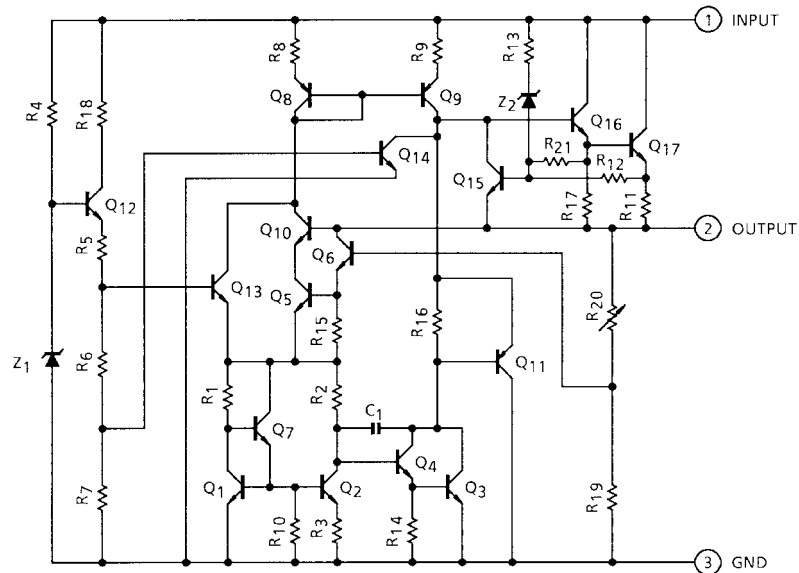 1 INPUT
R8
R9
R13
R4
R18
Q8
Q9
Z2
Q16
R21
Q17
Q14
R12
Q15
Q12
R17
R11
2 OUTPUT
R5
Q10
Q6
Q13
Q5
R20
R15
R16
Z1
R6
Q11
R1
R2
C1
Q7
Q4
R7
Q1
Q2
Q3
R19
R10
R3
R14
3 GND